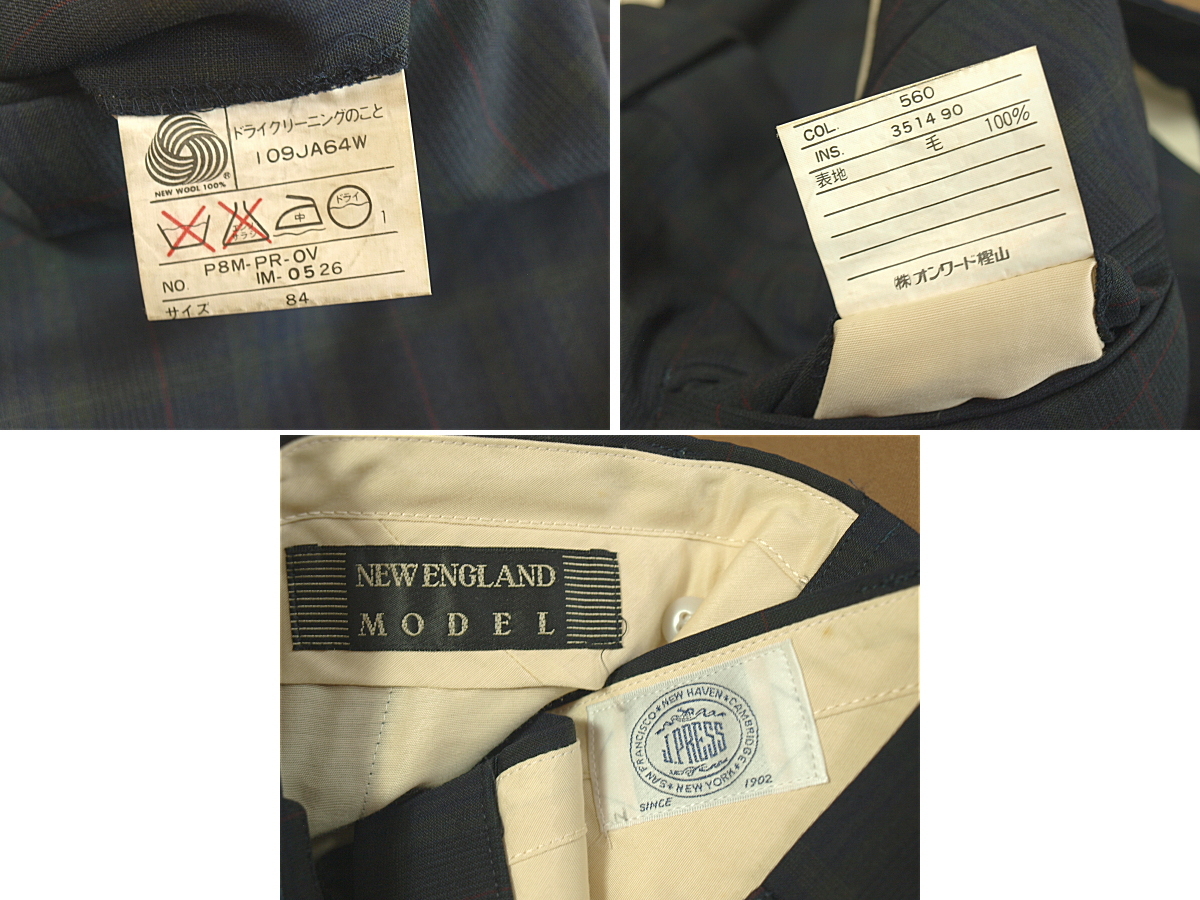 ドライクリーニングのこと
109JA64W
NEW WOOL 100%
®
中
ドライ
1
P8M-PR-OV
NO. IM-0526
サイズ 84
COL. 560
INS. 351490
表地 毛 100%
㈱オンワード樫山
NEW ENGLAND
MODEL
SAN FRANCISCO ★ NEW HAVEN ★ CAMBRIDGE ★ NEW YORK ★
J.PRESS
SINCE 1902